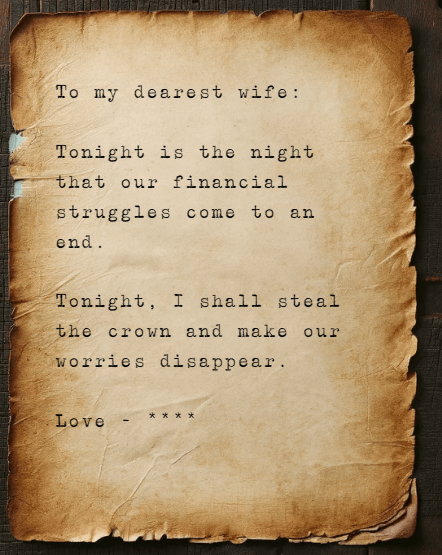 To my dearest wife:
Tonight is the night
that our financial
struggles come to an
end.
Tonight, I shall steal
the crown and make our
worries disappear.
Love - ****